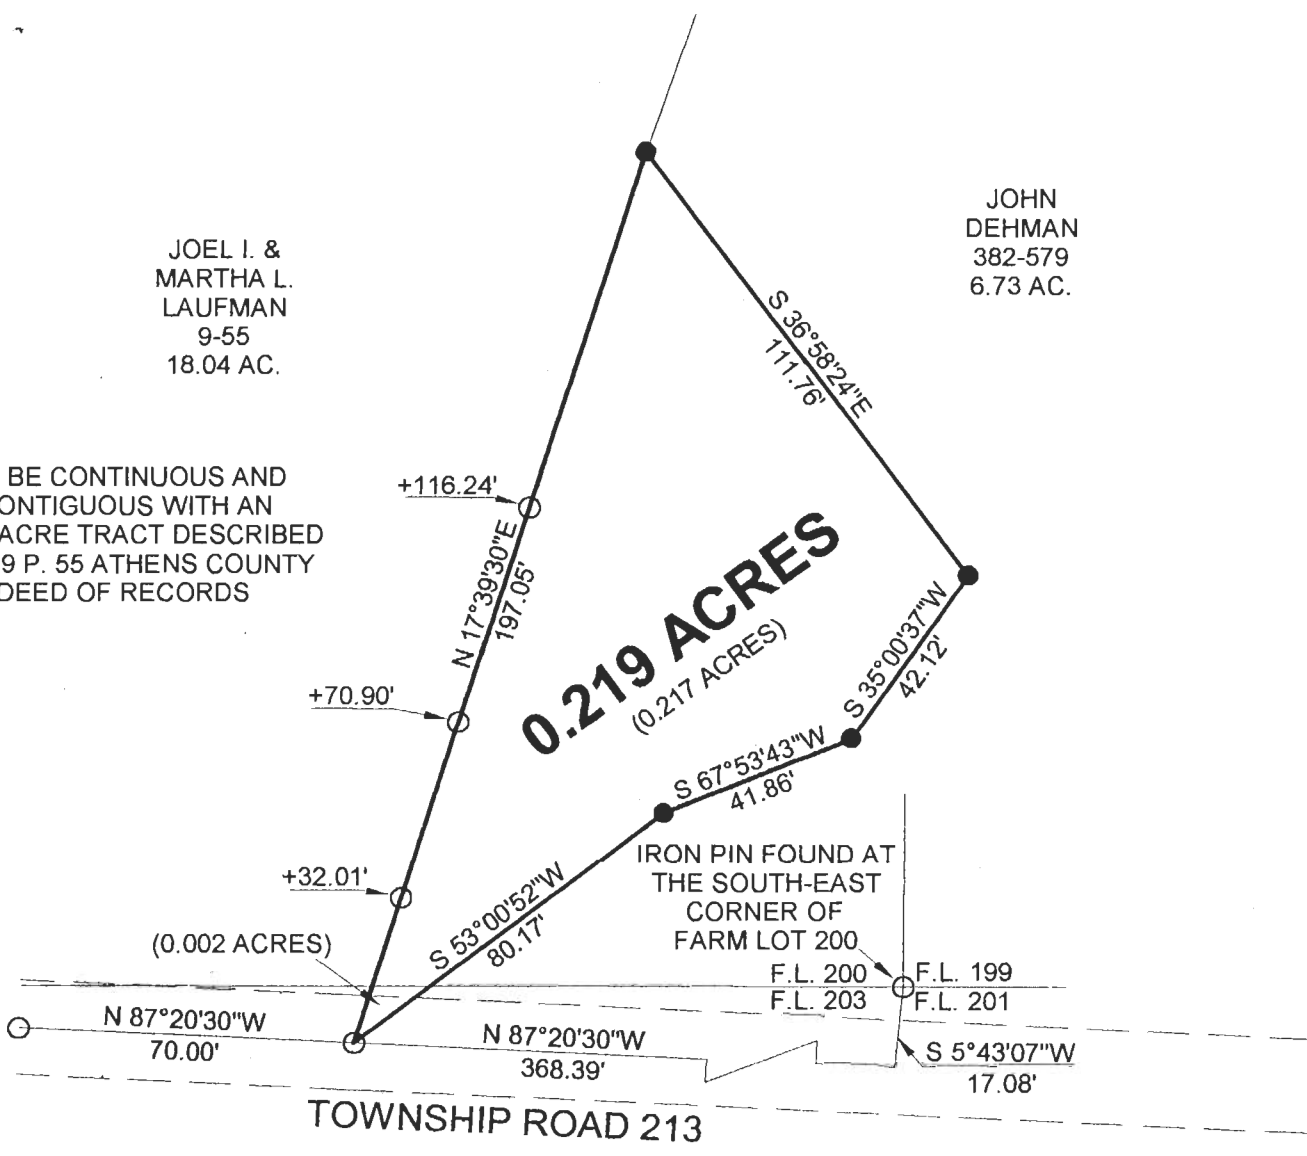 JOHN
DEHMAN
382-579
6.73 AC.
JOEL I. &
MARTHA L.
LAUFMAN
9-55
18.04 AC.
S 36°58'24"E
111.76'
BE CONTINUOUS AND
ONTIGUOUS WITH AN
ACRE TRACT DESCRIBED
9 P. 55 ATHENS COUNTY
DEED OF RECORDS
+116.24'
N 17°39'30"E
197.05'
0.219 ACRES
(0.217 ACRES)
S 35°00'37"W
42.12'
+70.90'
S 67°53'43"W
41.86'
+32.01'
S 53°00'52"W
80.17'
IRON PIN FOUND AT
THE SOUTH-EAST
CORNER OF
FARM LOT 200
(0.002 ACRES)
F.L. 200 F.L. 199
F.L. 203 F.L. 201
N 87°20'30"W
70.00'
N 87°20'30"W
368.39'
S 5°43'07"W
17.08'
TOWNSHIP ROAD 213